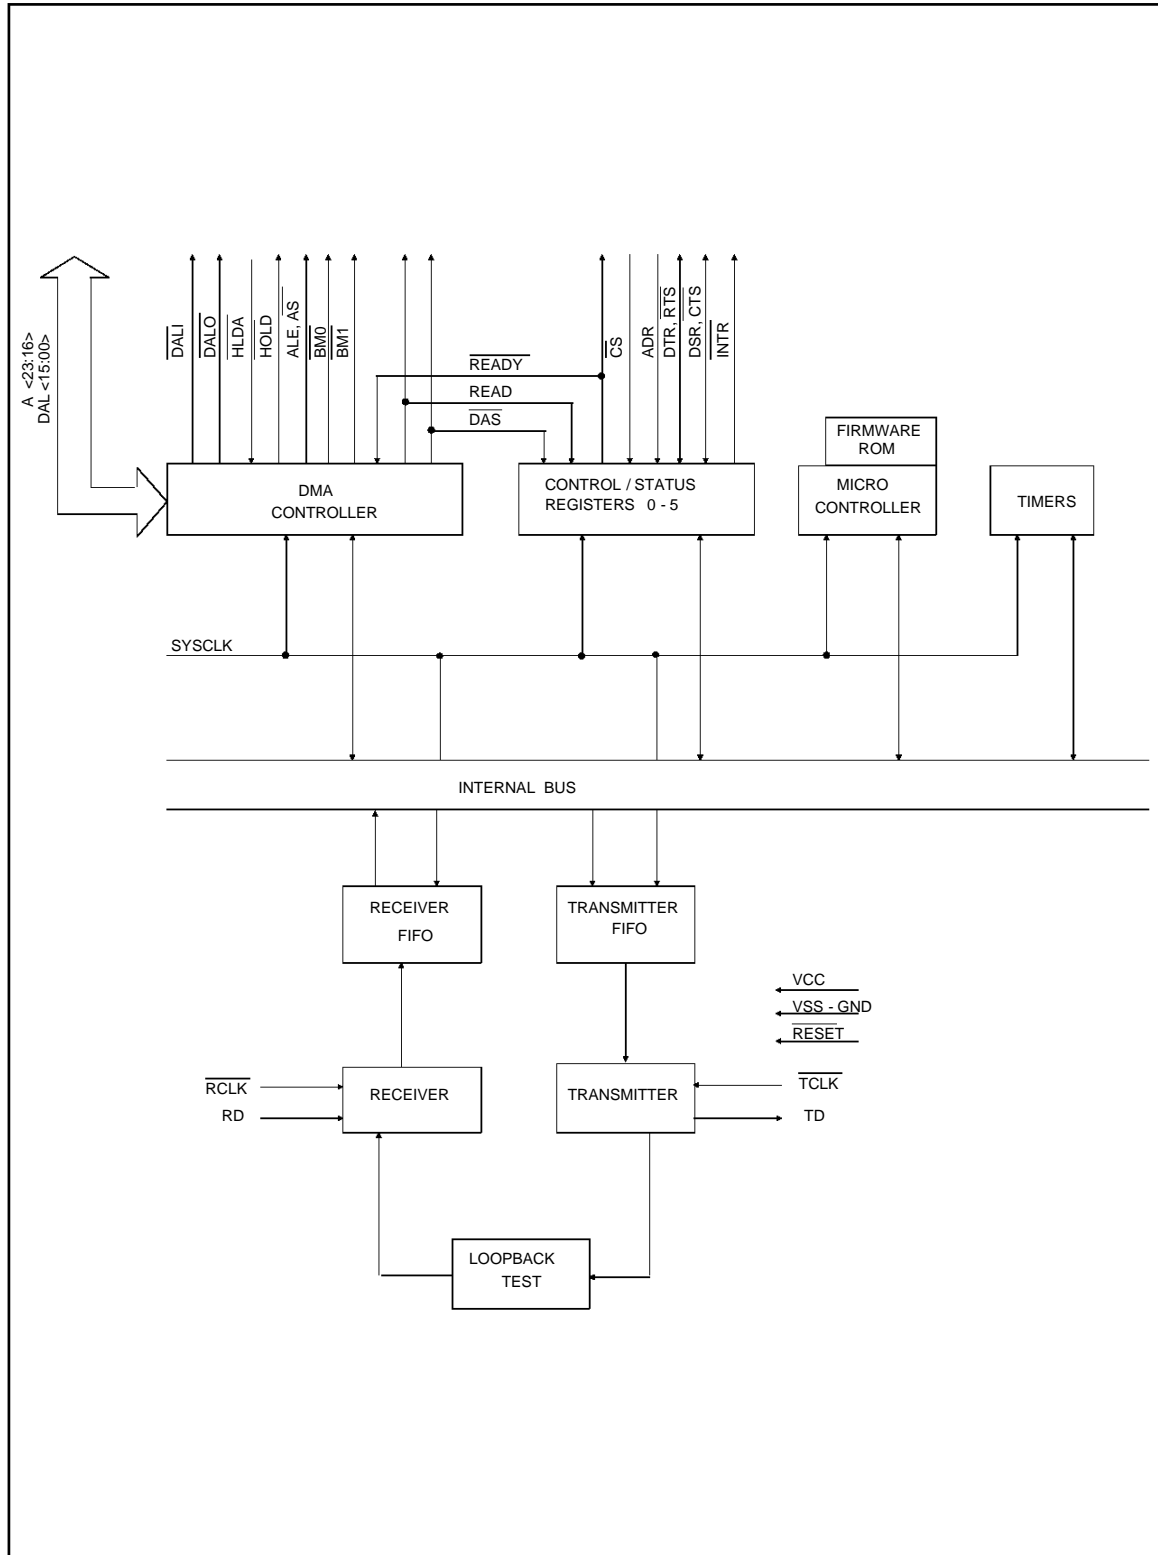 A <23:16>
DAL <15:00>
DALI
DALO
HLDA
HOLD
ALE, AS
BM0
BM1
READY
READ
DAS
CS
ADR
DTR, RTS
DSR, CTS
INTR
DMA
CONTROLLER
CONTROL / STATUS
REGISTERS 0 - 5
FIRMWARE
ROM
MICRO
CONTROLLER
TIMERS
SYSCLK
INTERNAL BUS
RECEIVER
FIFO
TRANSMITTER
FIFO
VCC
VSS - GND
RESET
RCLK
RD
RECEIVER
TRANSMITTER
TCLK
TD
LOOPBACK
TEST